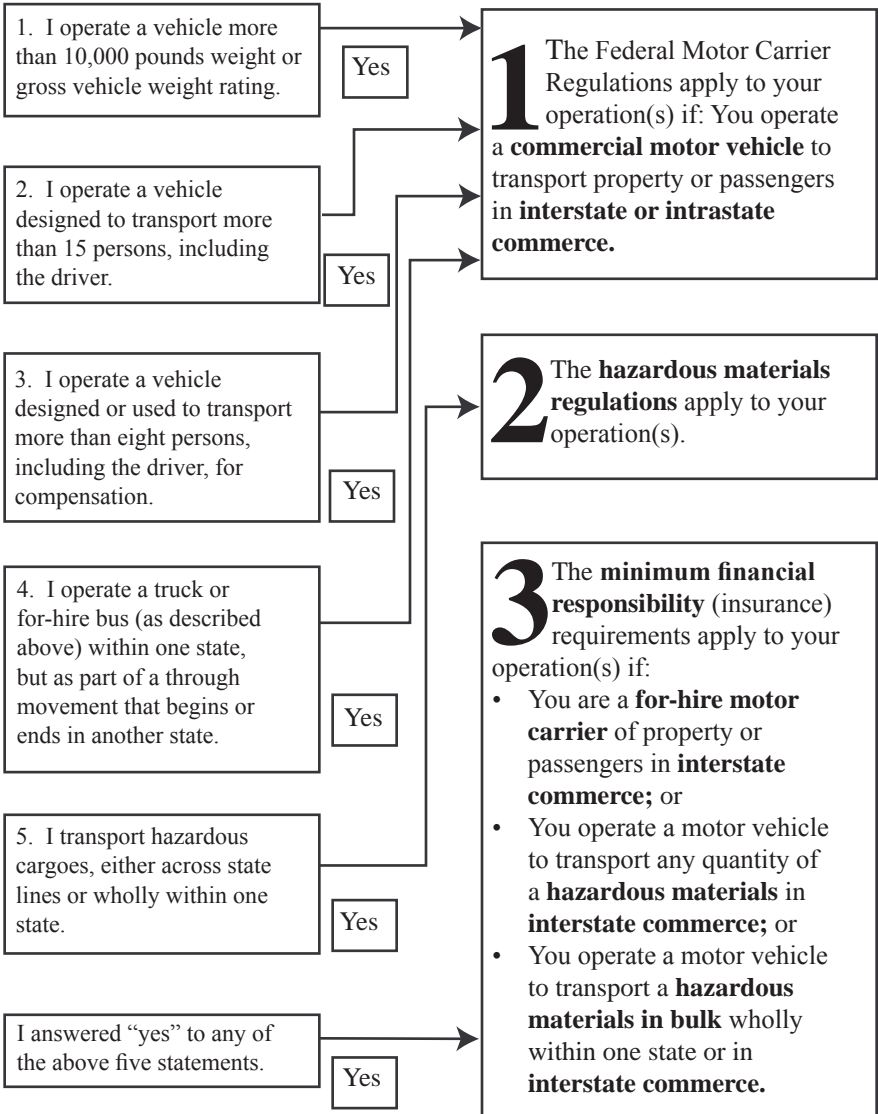 1. I operate a vehicle more
than 10,000 pounds weight or
gross vehicle weight rating.
Yes
2. I operate a vehicle
designed to transport more
than 15 persons, including
the driver.
Yes
3. I operate a vehicle
designed or used to transport
more than eight persons,
including the driver, for
compensation.
Yes
4. I operate a truck or
for-hire bus (as described
above) within one state,
but as part of a through
movement that begins or
ends in another state.
Yes
5. I transport hazardous
cargoes, either across state
lines or wholly within one
state.
Yes
I answered “yes” to any of
the above five statements.
Yes
1 The Federal Motor Carrier
Regulations apply to your
operation(s) if: You operate
a commercial motor vehicle to
transport property or passengers
in interstate or intrastate
commerce.
2 The hazardous materials
regulations apply to your
operation(s).
3 The minimum financial
responsibility (insurance)
requirements apply to your
operation(s) if:
• You are a for-hire motor
carrier of property or
passengers in interstate
commerce; or
• You operate a motor vehicle
to transport any quantity of
a hazardous materials in
interstate commerce; or
• You operate a motor vehicle
to transport a hazardous
materials in bulk wholly
within one state or in
interstate commerce.